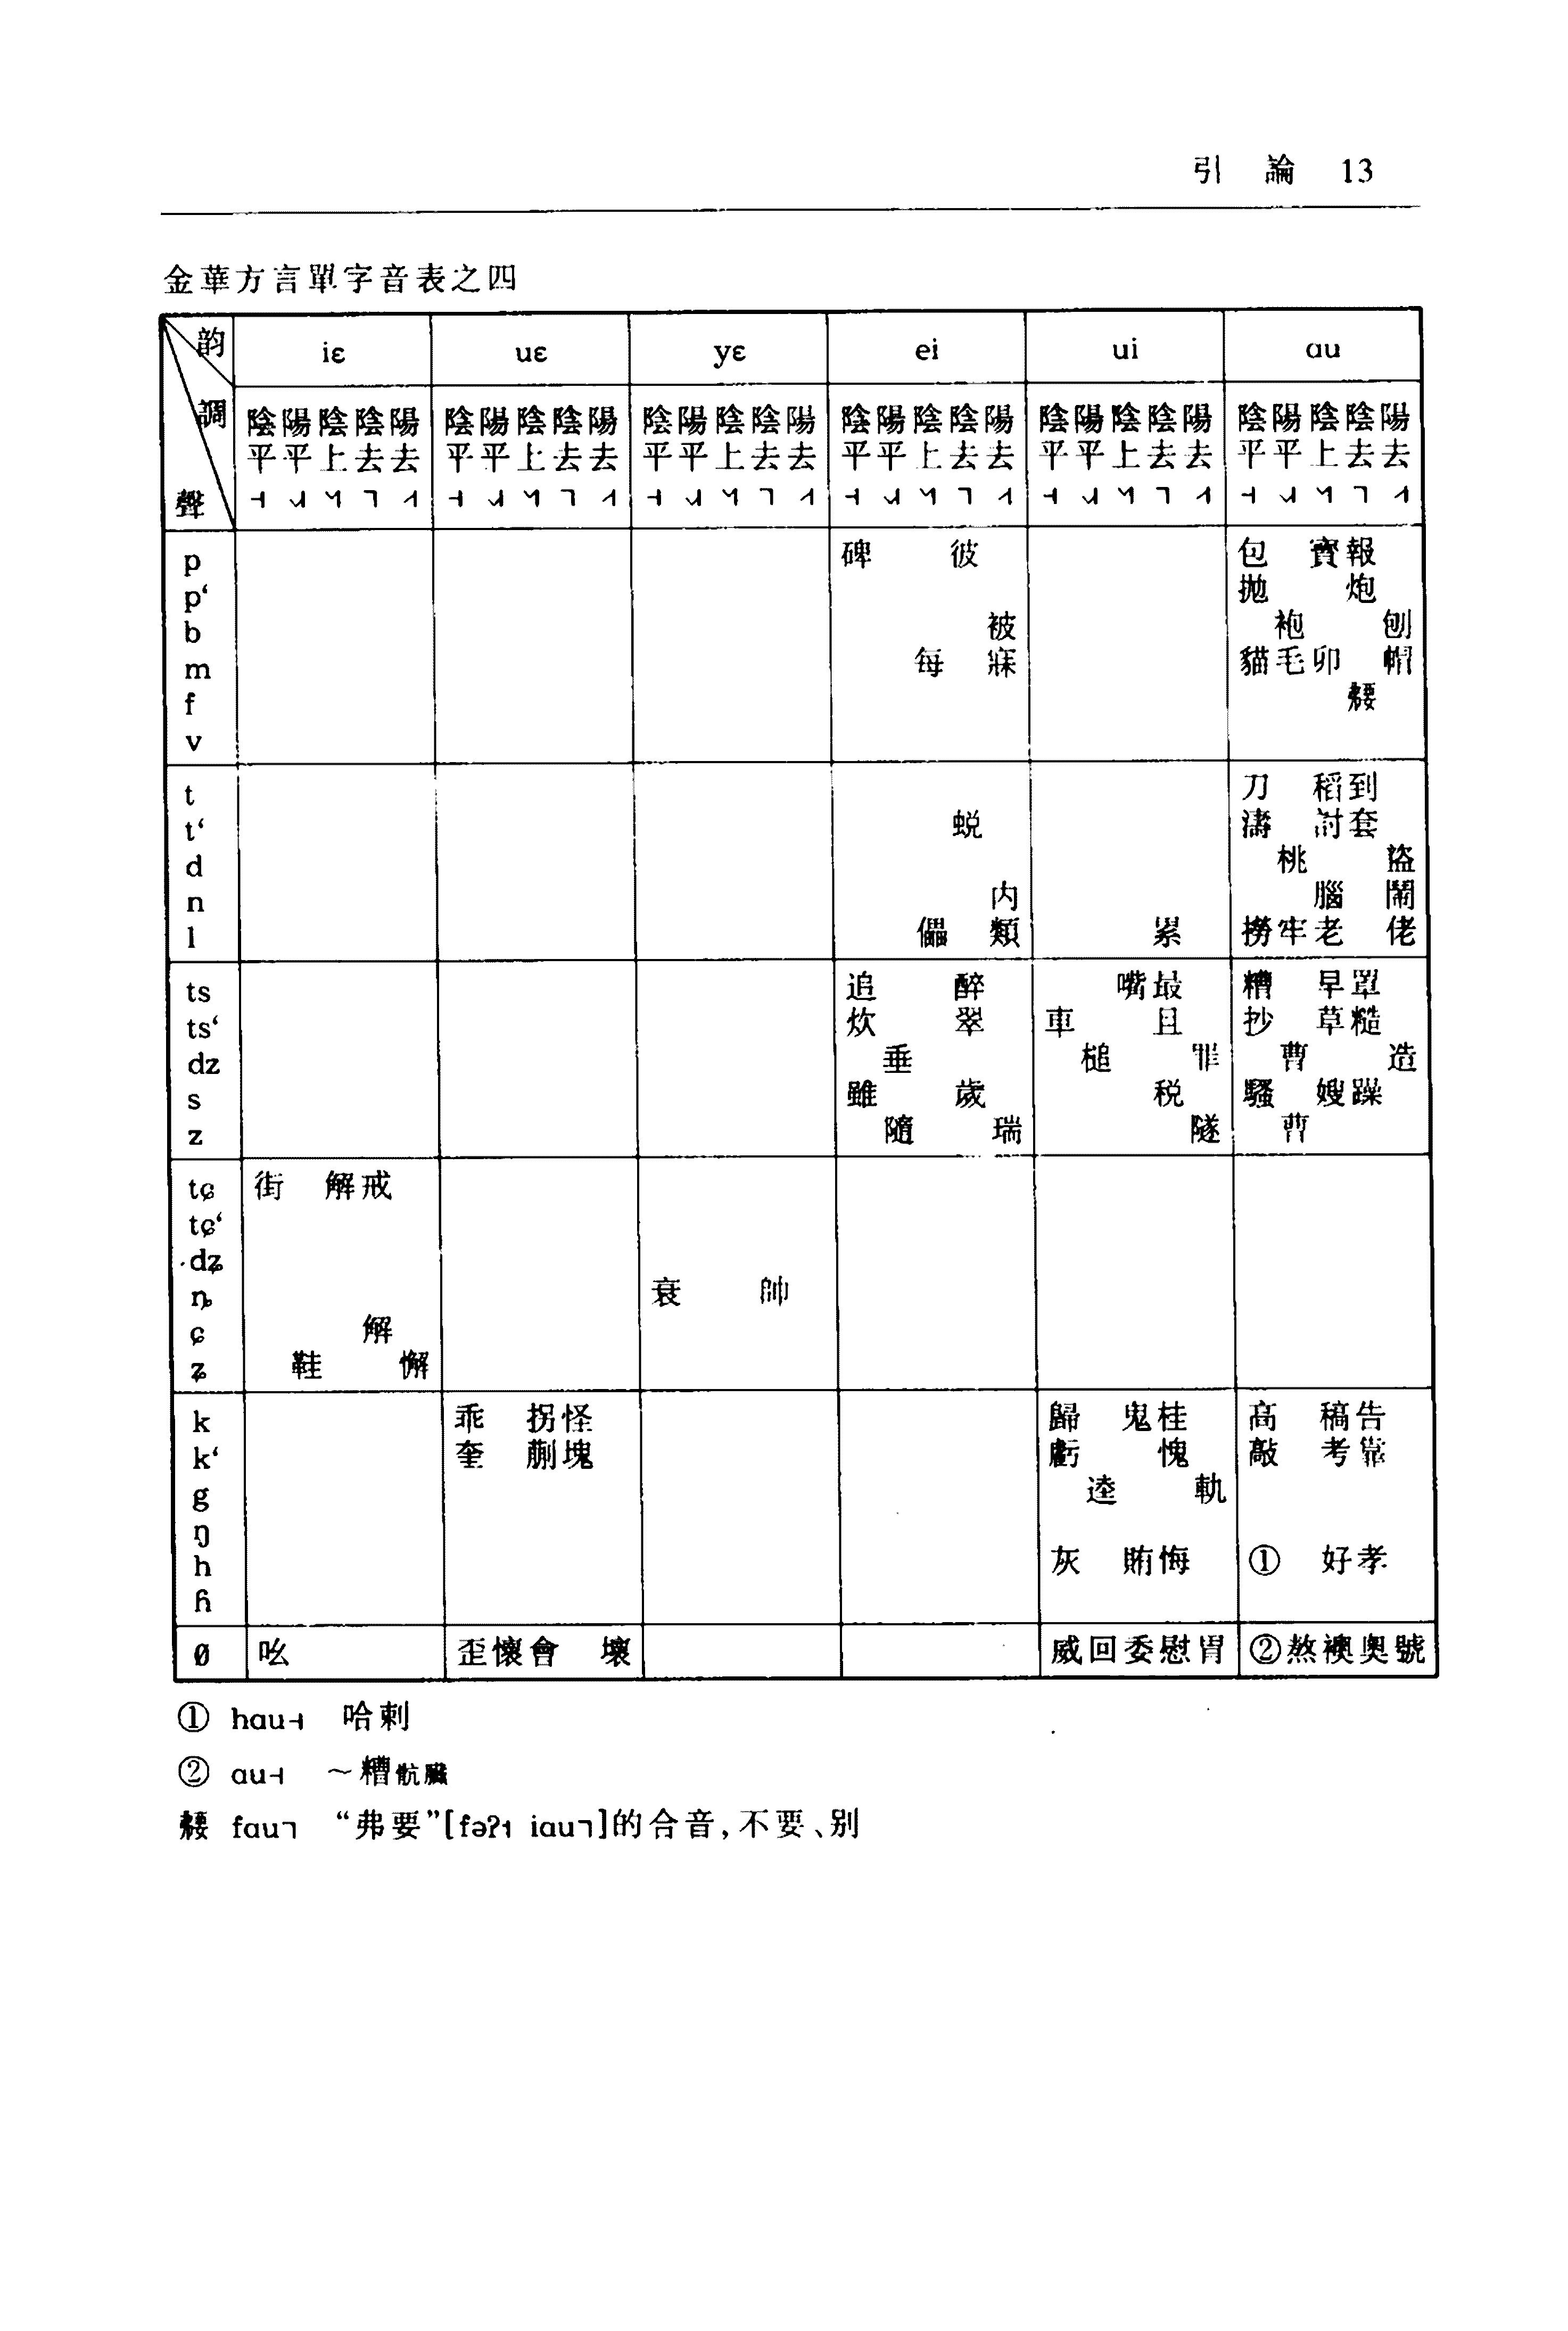 引 論 13
金華方言單字音表之四
韵 iɛ uɛ yɛ ei ui ɑu
調 陰陽陰陰陽 陰陽陰陰陽 陰陽陰陰陽 陰陽陰陰陽 陰陽陰陰陽 陰陽陰陰陽
平平上去去 平平上去去 平平上去去 平平上去去 平平上去去 平平上去去
聲
p 碑 彼 包 寶報
p‘ 抛 炮
b 被 袍 刨
m 每 寐 貓毛卯 帽
f 覅
v
t 刀 稻到
t‘ 蜕 濤 討套
d 桃 盜
n 内 腦 鬧
l 儡 類 累 撈牢老 佬
ts 追 醉 嘴最 糟 早罩
ts‘ 炊 翠 車 且 抄 草糙
dz 垂 槌 罪 曹 造
s 雖 歲 税 騷 嫂躁
z 隨 瑞 隧 曹
tɕ 街 解戒
tɕ‘
dʑ
ȵ 衰 帥
ɕ 解
ʑ 鞋 懈
k 乖 拐怪 歸 鬼桂 高 稿告
k‘ 奎 蒯塊 虧 愧 敲 考靠
g 逵 軌
ŋ
h 灰 賄悔 ① 好孝
ɦ
ø 吆 歪懷會 壞 威回委慰胃 ②熬襖奥號
① hɑu˧ 哈剌
② ɑu˧ ～糟骯臟
覅 fɑu˥ “弗要”[fəʔ˦ iɑu˥]的合音，不要、别